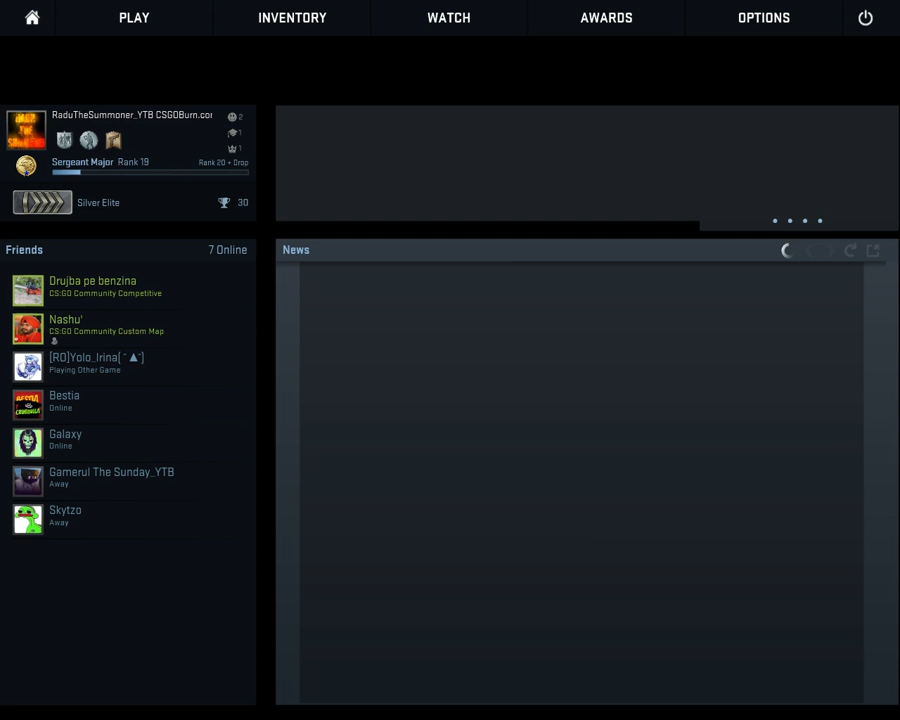 PLAY
INVENTORY
WATCH
AWARDS
OPTIONS
RaduTheSummoner_YTB CSGOBurn.cor
2
1
1
Sergeant Major Rank 19
Rank 20 + Drop
Silver Elite
30
Friends
7 Online
News
Drujba pe benzina
CS:GO Community Competitive
Nashu'
CS:GO Community Custom Map
[RO]Yolo_Irina( ˘ ▲˘)
Playing Other Game
Bestia
Online
Galaxy
Online
Gamerul The Sunday_YTB
Away
Skytzo
Away